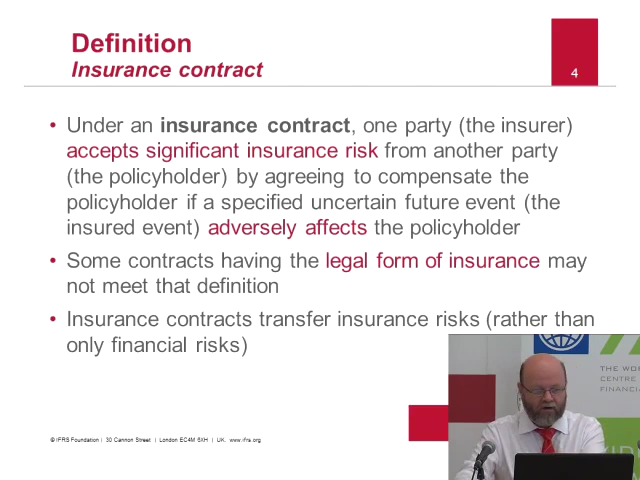 Definition
Insurance contract
4
• Under an insurance contract, one party (the insurer)
accepts significant insurance risk from another party
(the policyholder) by agreeing to compensate the
policyholder if a specified uncertain future event (the
insured event) adversely affects the policyholder
• Some contracts having the legal form of insurance may
not meet that definition
• Insurance contracts transfer insurance risks (rather than
only financial risks)
THE WOR
CENTRE
FINANCIA
© IFRS Foundation | 30 Cannon Street | London EC4M 6XH | UK. www.ifrs.org